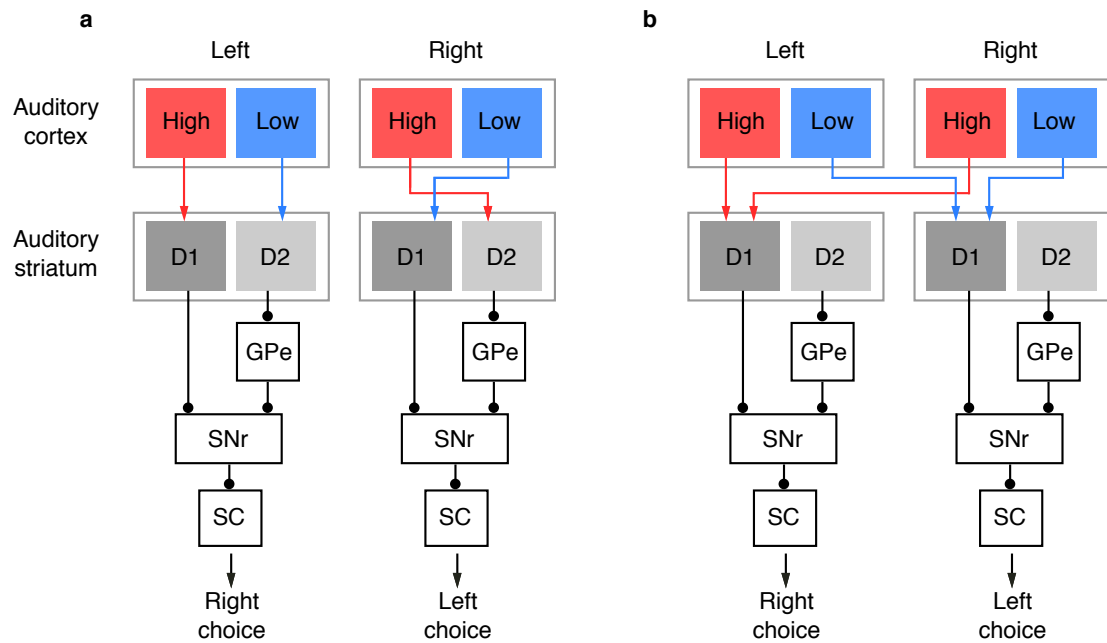 a
Left
Right
Auditory
cortex
High
Low
High
Low
Auditory
striatum
D1
D2
D1
D2
GPe
GPe
SNr
SNr
SC
SC
Right
choice
Left
choice
b
Left
Right
High
Low
High
Low
D1
D2
D1
D2
GPe
GPe
SNr
SNr
SC
SC
Right
choice
Left
choice